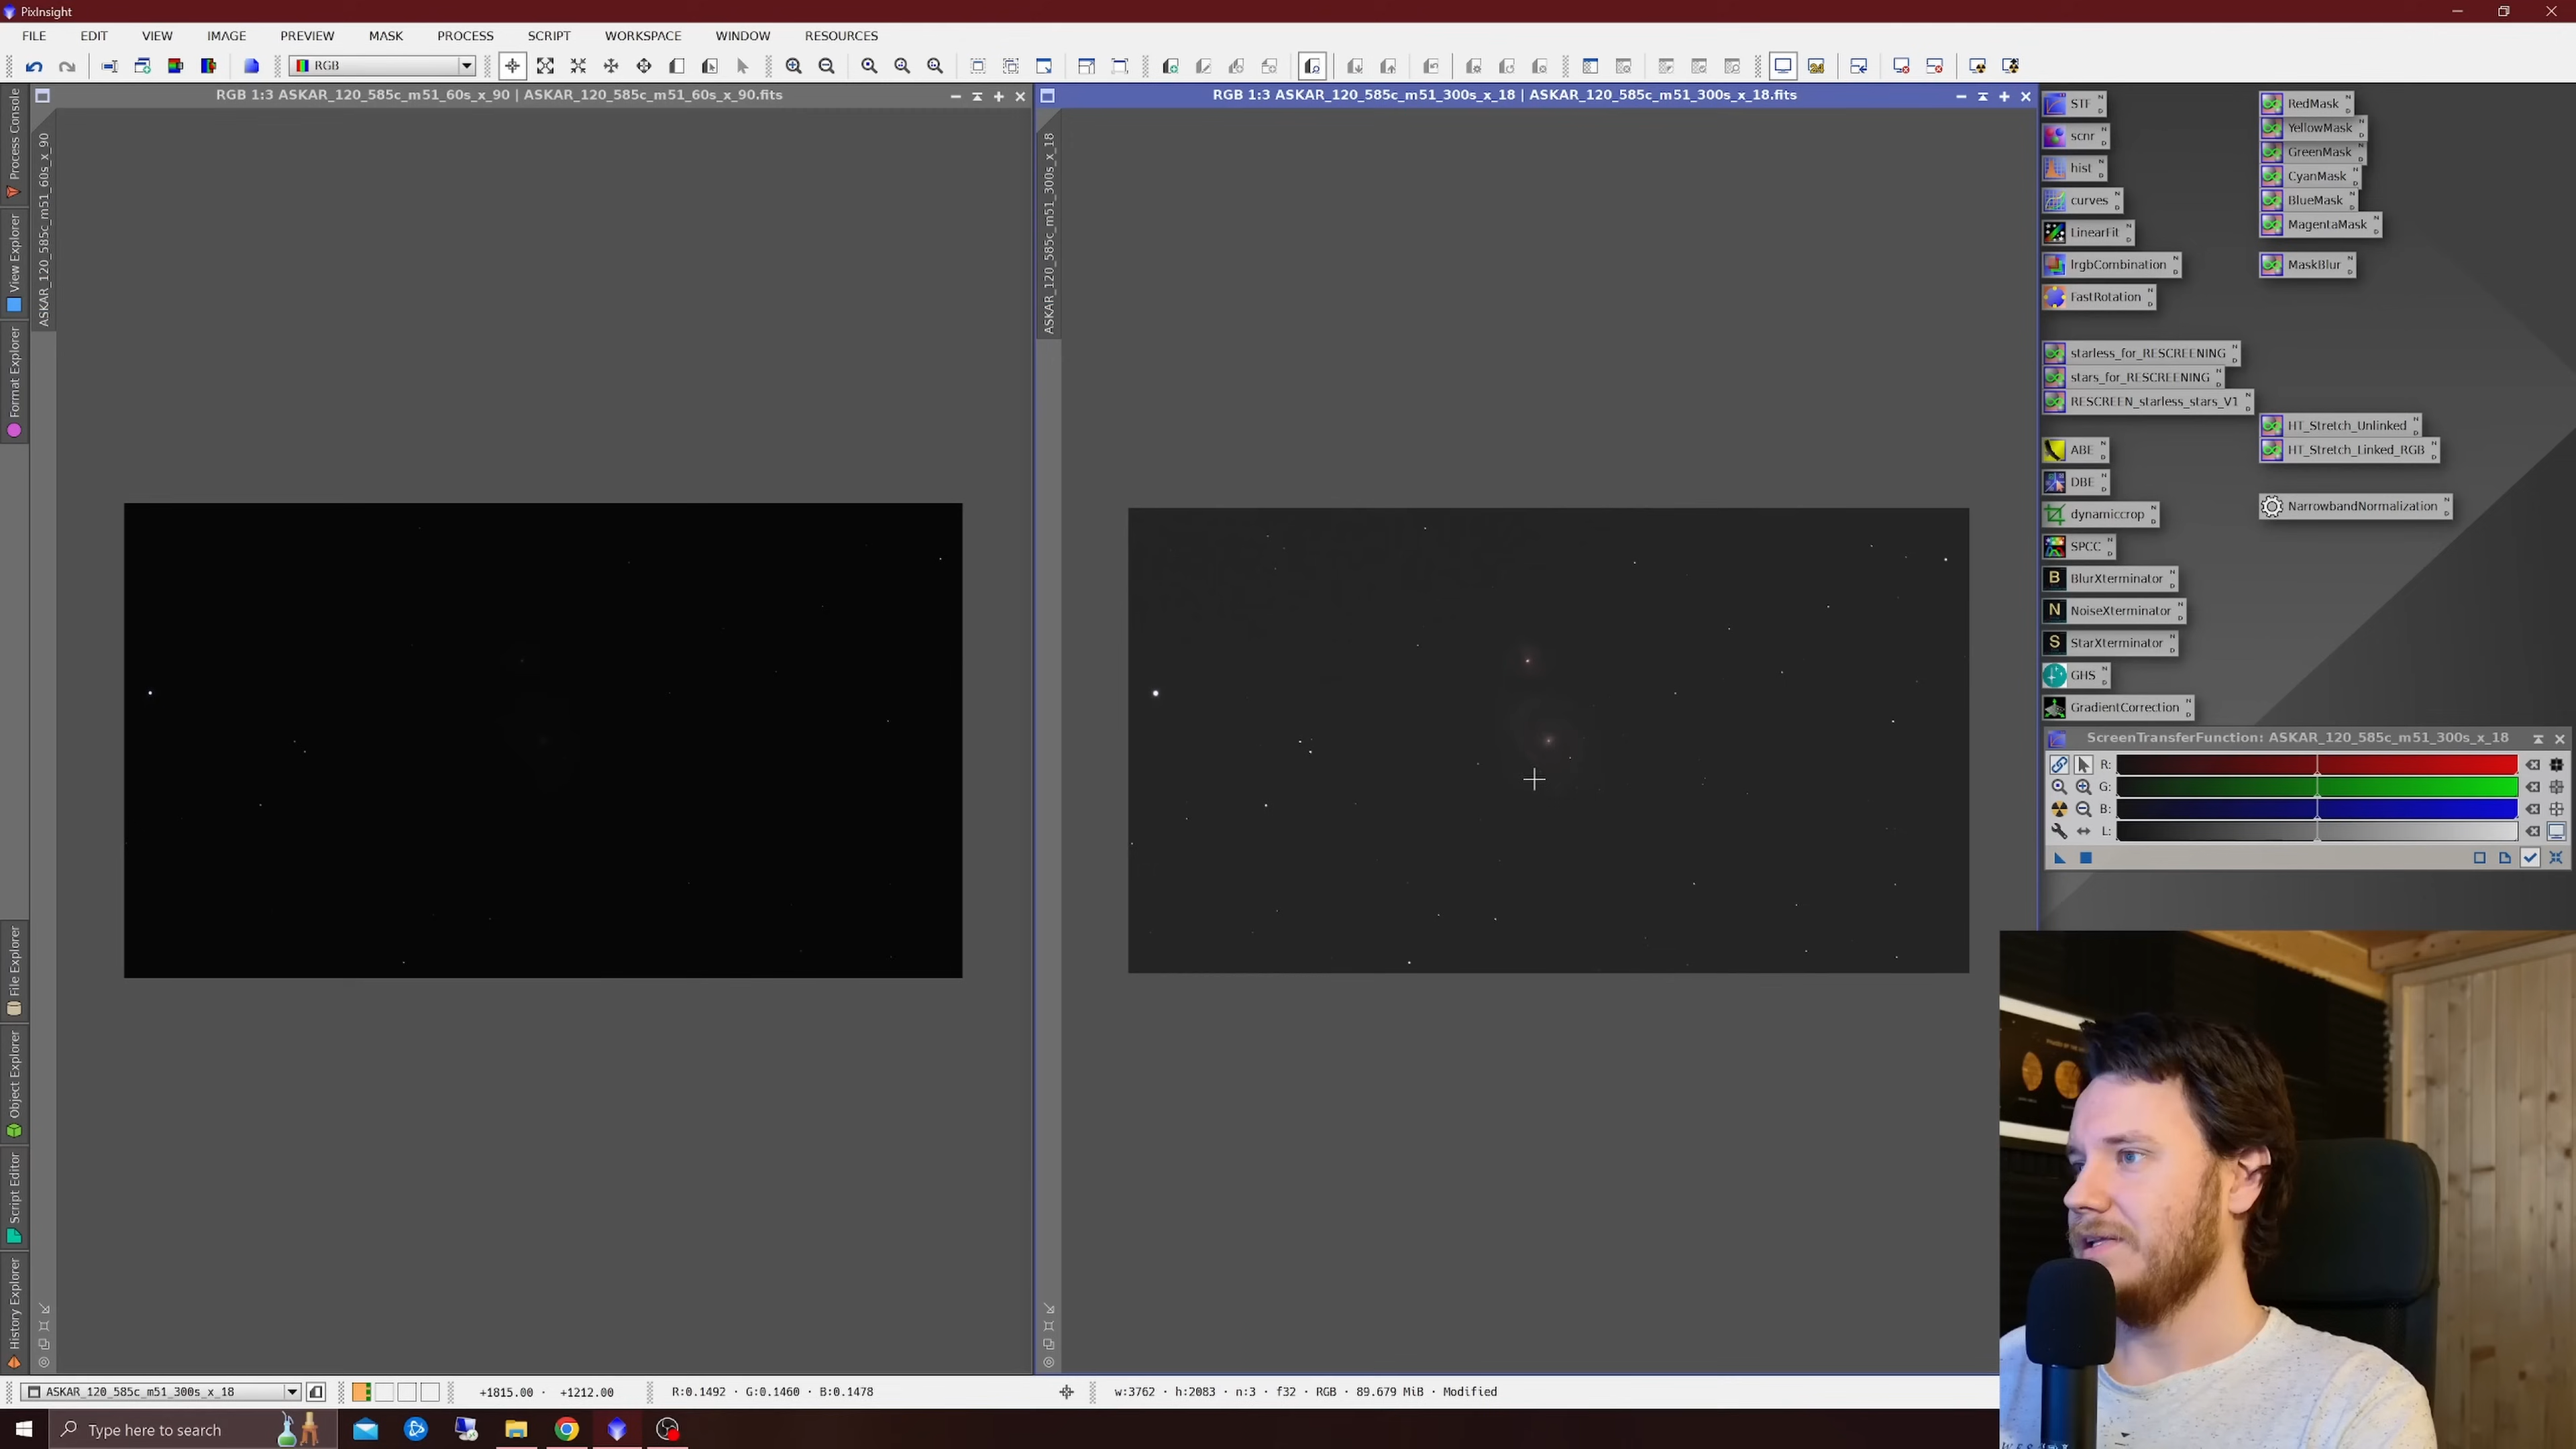 PixInsight
FILE EDIT VIEW IMAGE PREVIEW MASK PROCESS SCRIPT WORKSPACE WINDOW RESOURCES
RGB
RGB 1:3 ASKAR_120_585c_m51_60s_x_90 | ASKAR_120_585c_m51_60s_x_90.fits
RGB 1:3 ASKAR_120_585c_m51_300s_x_18 | ASKAR_120_585c_m51_300s_x_18.fits
Process Console
View Explorer
Format Explorer
File Explorer
Object Explorer
Script Editor
History Explorer
ASKAR_120_585c_m51_60s_x_90
ASKAR_120_585c_m51_300s_x_18
STF
scnr
hist
curves
LinearFit
lrgbCombination
FastRotation
starless_for_RESCREENING
stars_for_RESCREENING
RESCREEN_starless_stars_V1
ABE
DBE
dynamiccrop
SPCC
B BlurXterminator
N NoiseXterminator
S StarXterminator
GHS
GradientCorrection
RedMask
YellowMask
GreenMask
CyanMask
BlueMask
MagentaMask
MaskBlur
HT_Stretch_Unlinked
HT_Stretch_Linked_RGB
NarrowbandNormalization
ScreenTransferFunction: ASKAR_120_585c_m51_300s_x_18
R:
G:
B:
L:
ASKAR_120_585c_m51_300s_x_18
+1815.00 · +1212.00
R:0.1492 · G:0.1460 · B:0.1478
w:3762 · h:2083 · n:3 · f32 · RGB · 89.679 MiB · Modified
Type here to search